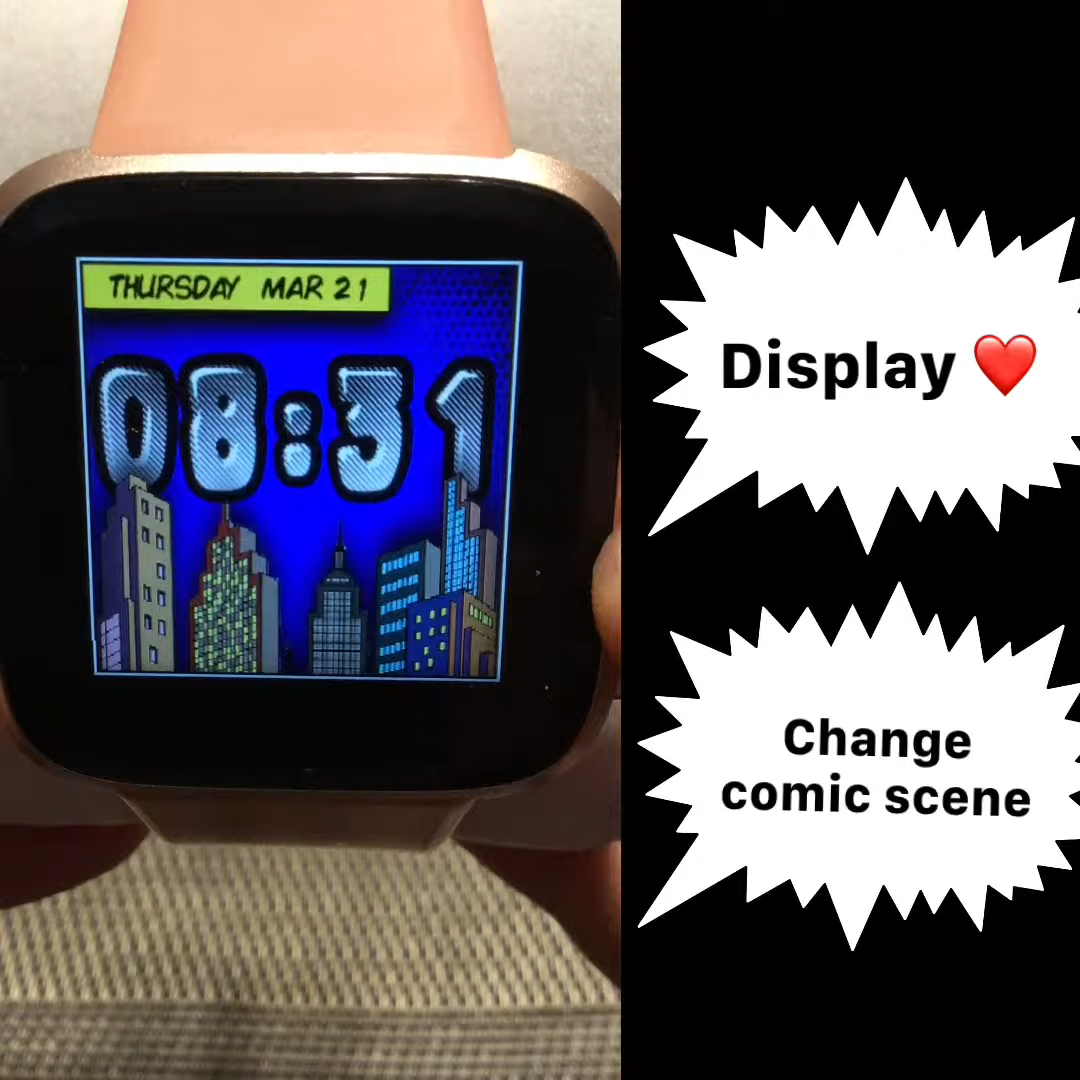 THURSDAY MAR 21
08:31
Display ❤️
Change
comic scene